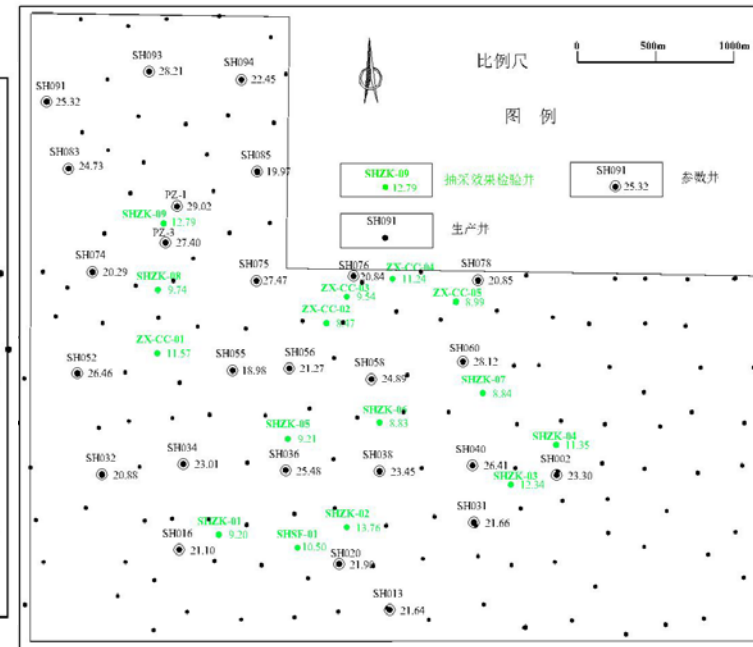 SH093
28.21
SH094
22.45
比例尺
0 500m 1000m
SH091
25.32
图 例
SH083
24.73
SH085
19.97
SHZK-09
12.79
抽采效果检验井
SH091
25.32
参数井
PZ-1
29.02
SHZK-09
12.79
PZ-3
27.40
SH091
生产井
SH074
20.29
SHZK-08
9.74
SH075
27.47
SH076
20.84
ZX-CC-04
11.24
SH078
20.85
ZX-CC-03
9.54
ZX-CC-05
8.99
ZX-CC-02
8.47
ZX-CC-01
11.57
SH052
26.46
SH055
18.98
SH056
21.27
SH058
24.89
SH060
28.12
SHZK-07
8.84
SHZK-06
8.83
SHZK-05
9.21
SHZK-04
11.35
SH032
20.88
SH034
23.01
SH036
25.48
SH038
23.45
SH040
26.41
SH002
23.30
SHZK-03
12.34
SH031
21.66
SHZK-02
13.76
SHZK-01
9.20
SHSF-01
10.50
SH016
21.10
SH020
21.90
SH013
21.64